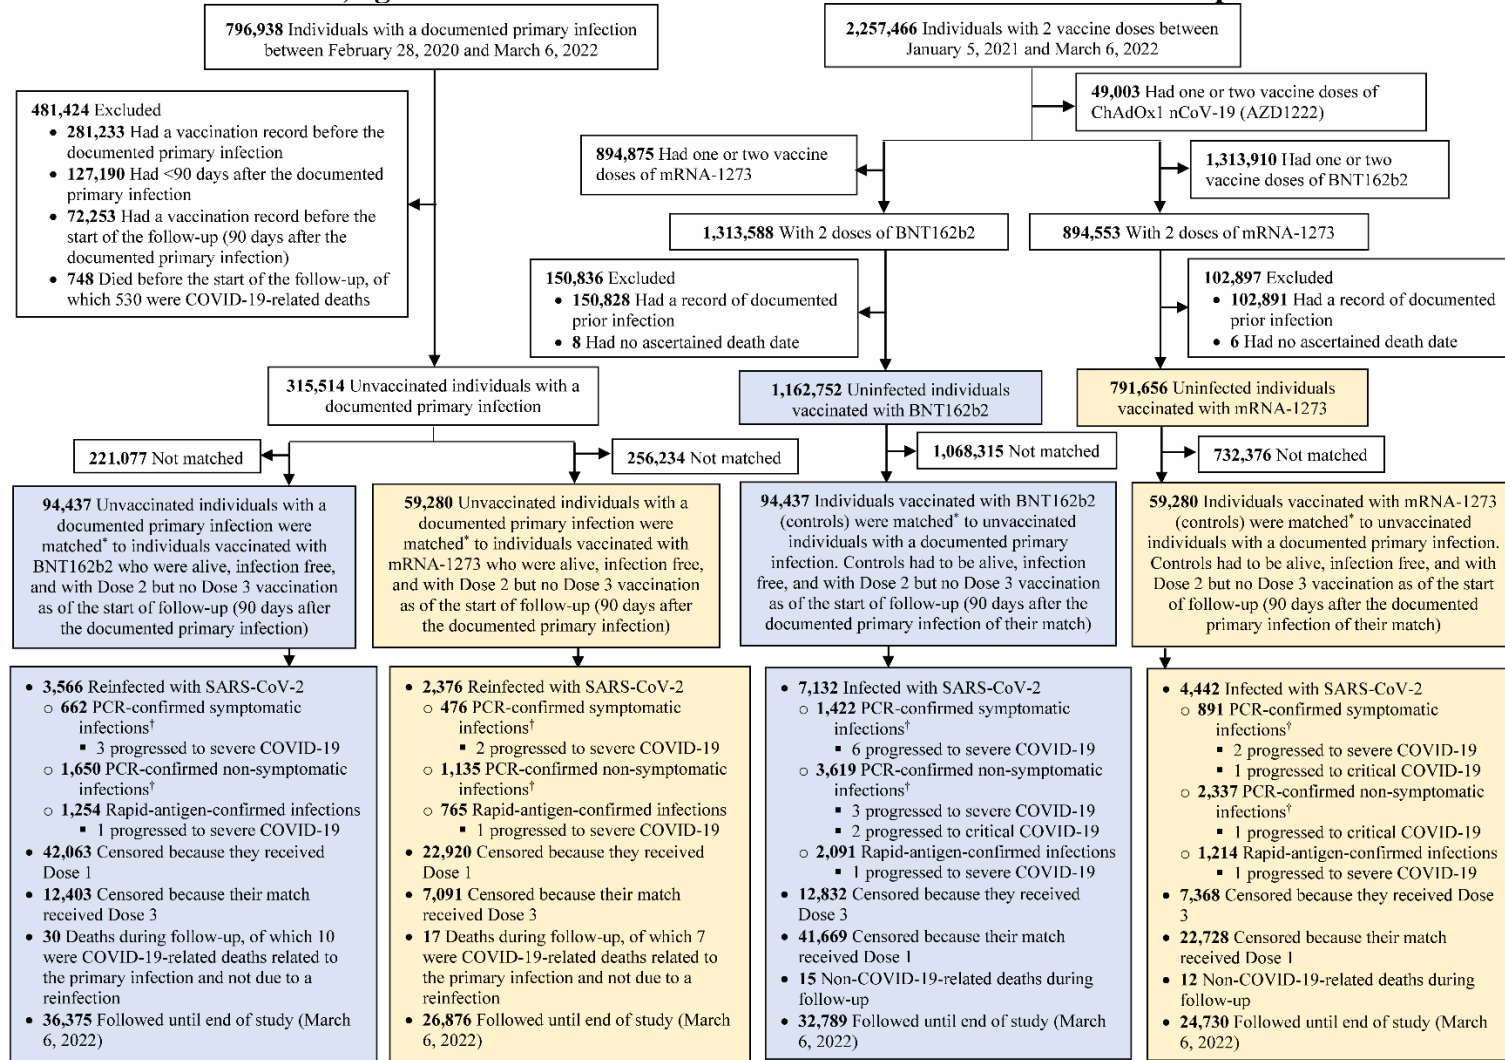 796,938 Individuals with a documented primary infection
between February 28, 2020 and March 6, 2022
2,257,466 Individuals with 2 vaccine doses between
January 5, 2021 and March 6, 2022
481,424 Excluded
• 281,233 Had a vaccination record before the
documented primary infection
• 127,190 Had <90 days after the documented
primary infection
• 72,253 Had a vaccination record before the
start of the follow-up (90 days after the
documented primary infection)
• 748 Died before the start of the follow-up, of
which 530 were COVID-19-related deaths
49,003 Had one or two vaccine doses of
ChAdOx1 nCoV-19 (AZD1222)
894,875 Had one or two vaccine
doses of mRNA-1273
1,313,910 Had one or two
vaccine doses of BNT162b2
1,313,588 With 2 doses of BNT162b2
894,553 With 2 doses of mRNA-1273
150,836 Excluded
• 150,828 Had a record of documented
prior infection
• 8 Had no ascertained death date
102,897 Excluded
• 102,891 Had a record of documented
prior infection
• 6 Had no ascertained death date
315,514 Unvaccinated individuals with a
documented primary infection
1,162,752 Uninfected individuals
vaccinated with BNT162b2
791,656 Uninfected individuals
vaccinated with mRNA-1273
221,077 Not matched
256,234 Not matched
1,068,315 Not matched
732,376 Not matched
94,437 Unvaccinated individuals with a
documented primary infection were
matched* to individuals vaccinated with
BNT162b2 who were alive, infection free,
and with Dose 2 but no Dose 3 vaccination
as of the start of follow-up (90 days after
the documented primary infection)
59,280 Unvaccinated individuals with a
documented primary infection were
matched* to individuals vaccinated with
mRNA-1273 who were alive, infection free,
and with Dose 2 but no Dose 3 vaccination
as of the start of follow-up (90 days after
the documented primary infection)
94,437 Individuals vaccinated with BNT162b2
(controls) were matched* to unvaccinated
individuals with a documented primary
infection. Controls had to be alive, infection
free, and with Dose 2 but no Dose 3 vaccination
as of the start of follow-up (90 days after the
documented primary infection of their match)
59,280 Individuals vaccinated with mRNA-1273
(controls) were matched* to unvaccinated
individuals with a documented primary infection.
Controls had to be alive, infection free, and with
Dose 2 but no Dose 3 vaccination as of the start
of follow-up (90 days after the documented
primary infection of their match)
• 3,566 Reinfected with SARS-CoV-2
○ 662 PCR-confirmed symptomatic
infections†
▪ 3 progressed to severe COVID-19
○ 1,650 PCR-confirmed non-symptomatic
infections†
○ 1,254 Rapid-antigen-confirmed infections
▪ 1 progressed to severe COVID-19
• 42,063 Censored because they received
Dose 1
• 12,403 Censored because their match
received Dose 3
• 30 Deaths during follow-up, of which 10
were COVID-19-related deaths related to
the primary infection and not due to a
reinfection
• 36,375 Followed until end of study (March
6, 2022)
• 2,376 Reinfected with SARS-CoV-2
○ 476 PCR-confirmed symptomatic
infections†
▪ 2 progressed to severe COVID-19
○ 1,135 PCR-confirmed non-symptomatic
infections†
○ 765 Rapid-antigen-confirmed infections
▪ 1 progressed to severe COVID-19
• 22,920 Censored because they received
Dose 1
• 7,091 Censored because their match
received Dose 3
• 17 Deaths during follow-up, of which 7
were COVID-19-related deaths related to
the primary infection and not due to a
reinfection
• 26,876 Followed until end of study (March
6, 2022)
• 7,132 Infected with SARS-CoV-2
○ 1,422 PCR-confirmed symptomatic
infections†
▪ 6 progressed to severe COVID-19
○ 3,619 PCR-confirmed non-symptomatic
infections†
▪ 3 progressed to severe COVID-19
▪ 2 progressed to critical COVID-19
○ 2,091 Rapid-antigen-confirmed infections
▪ 1 progressed to severe COVID-19
• 12,832 Censored because they received
Dose 3
• 41,669 Censored because their match
received Dose 1
• 15 Non-COVID-19-related deaths during
follow-up
• 32,789 Followed until end of study (March
6, 2022)
• 4,442 Infected with SARS-CoV-2
○ 891 PCR-confirmed symptomatic
infections†
▪ 2 progressed to severe COVID-19
▪ 1 progressed to critical COVID-19
○ 2,337 PCR-confirmed non-symptomatic
infections†
▪ 1 progressed to critical COVID-19
○ 1,214 Rapid-antigen-confirmed infections
▪ 1 progressed to severe COVID-19
• 7,368 Censored because they received Dose
3
• 22,728 Censored because their match
received Dose 1
• 12 Non-COVID-19-related deaths during
follow-up
• 24,730 Followed until end of study (March
6, 2022)